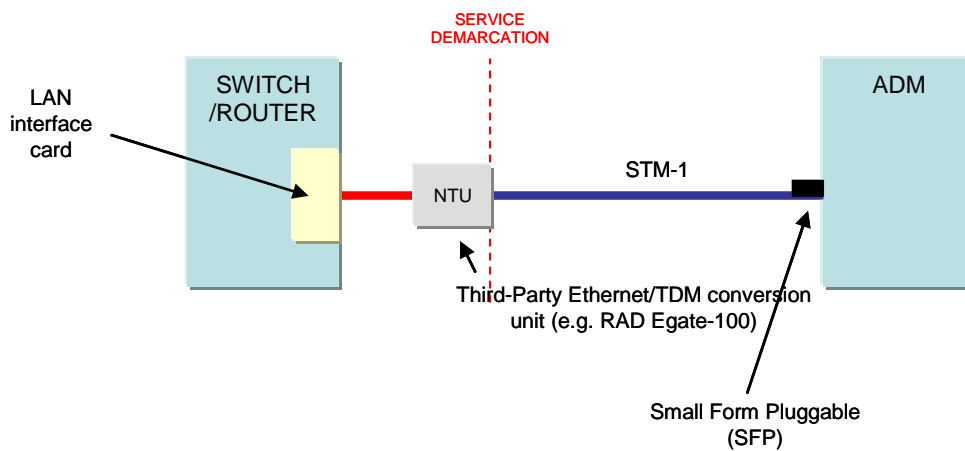 SERVICE
DEMARCATION
SWITCH
/ROUTER
ADM
LAN
interface
card
STM-1
NTU
Third-Party Ethernet/TDM conversion
unit (e.g. RAD Egate-100)
Small Form Pluggable
(SFP)